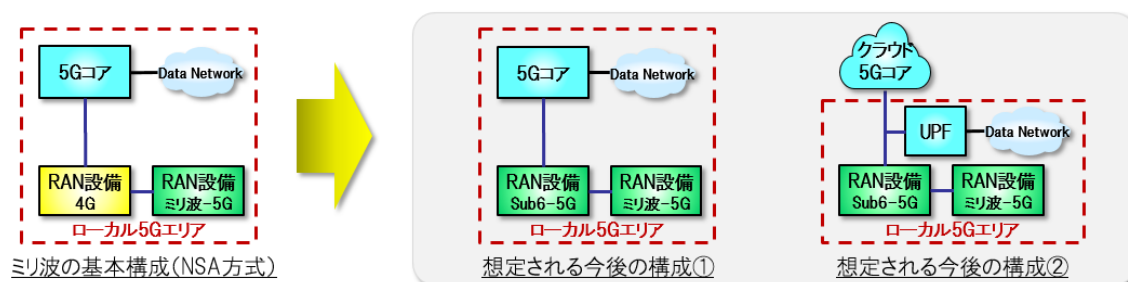 5Gコア
Data Network
RAN設備
4G
RAN設備
ミリ波-5G
ローカル5Gエリア
ミリ波の基本構成(NSA方式)
5Gコア
Data Network
RAN設備
Sub6-5G
RAN設備
ミリ波-5G
ローカル5Gエリア
想定される今後の構成①
クラウド
5Gコア
UPF
Data Network
RAN設備
Sub6-5G
RAN設備
ミリ波-5G
ローカル5Gエリア
想定される今後の構成②